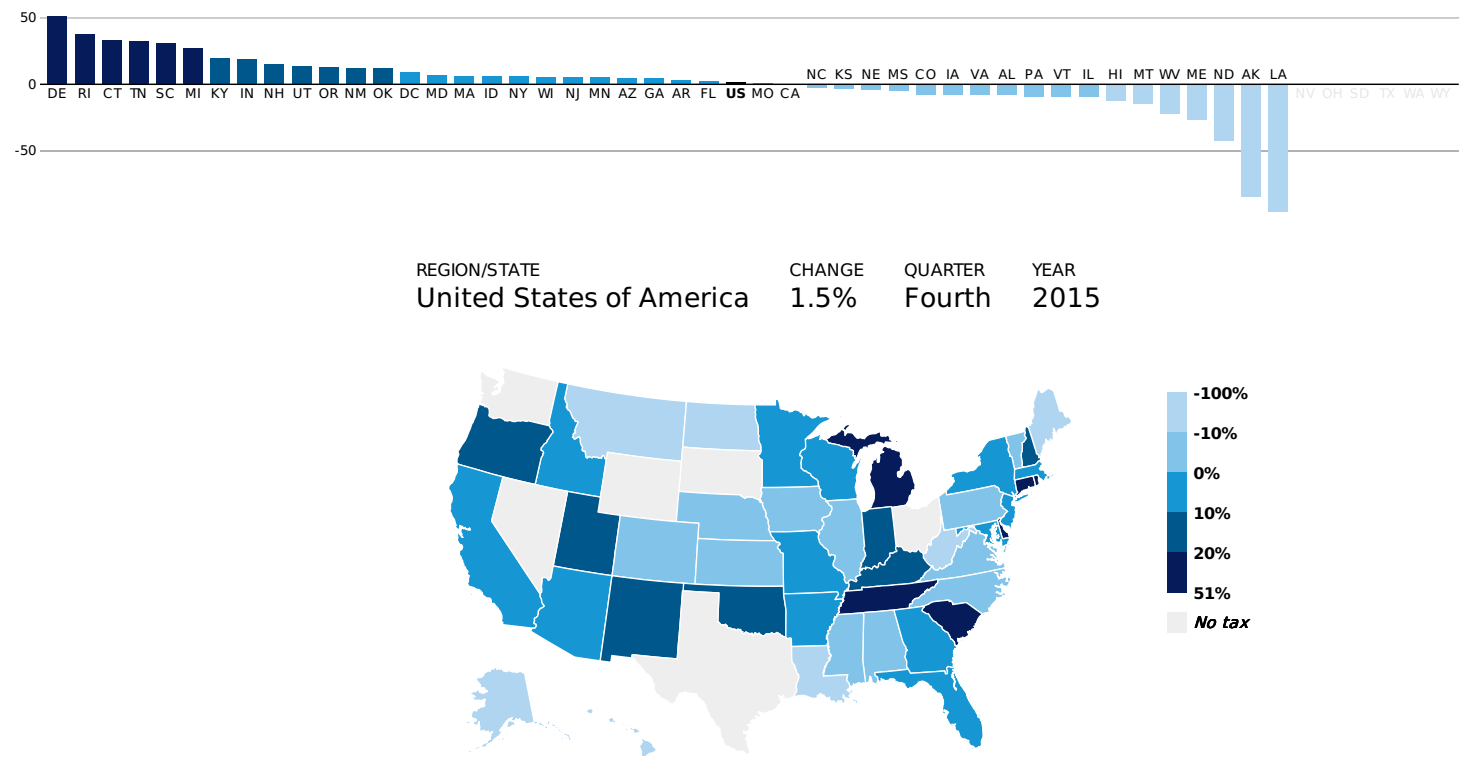 50
NC KS NE MS CO IA VA AL PA VT IL HI MT WV ME ND AK LA
0
DE RI CT TN SC MI KY IN NH UT OR NM OK DC MD MA ID NY WI NJ MN AZ GA AR FL US MO CA NV OH SD TX WA WY
-50
REGION/STATE CHANGE QUARTER YEAR
United States of America 1.5% Fourth 2015
-100%
-10%
0%
10%
20%
51%
No tax